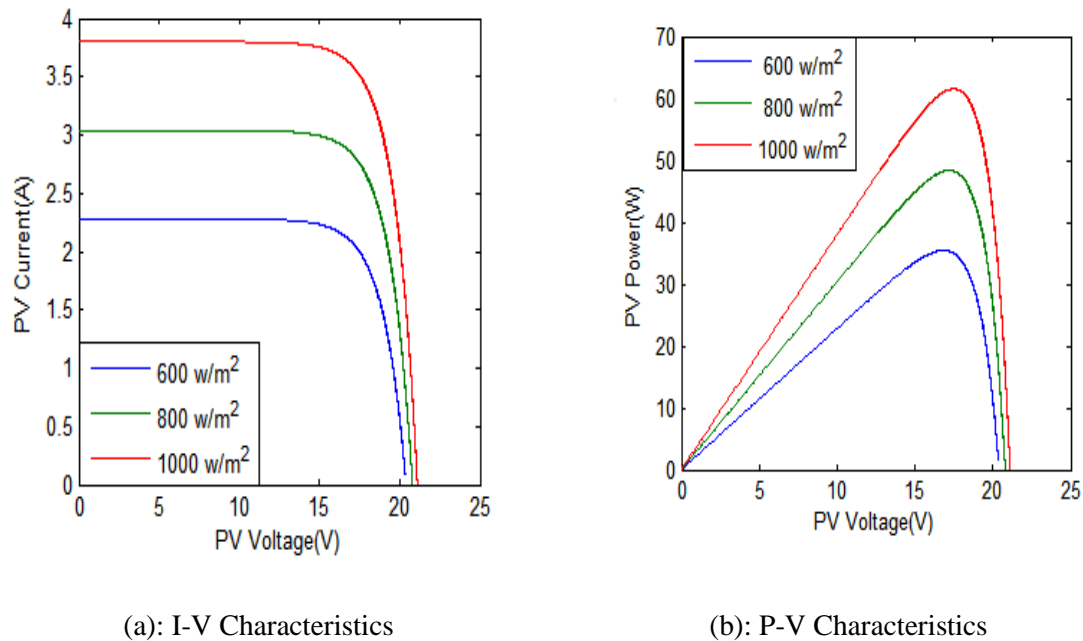 4
3.5
3
2.5
2
1.5
1
0.5
0
PV Current(A)
600 w/m²
800 w/m²
1000 w/m²
0 5 10 15 20 25
PV Voltage(V)
70
60
50
40
30
20
10
0
PV Power(W)
600 w/m²
800 w/m²
1000 w/m²
0 5 10 15 20 25
PV Voltage(V)
(a): I-V Characteristics
(b): P-V Characteristics